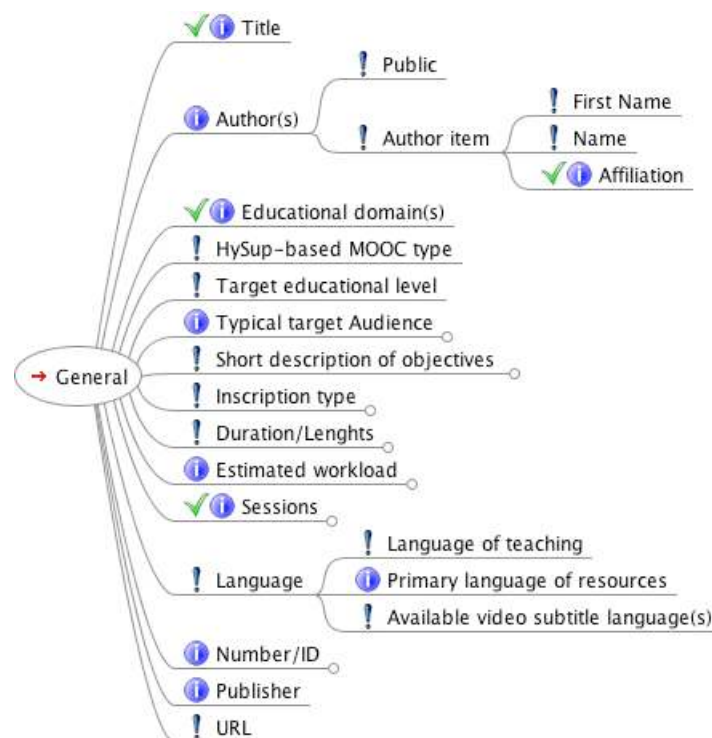 Title
Public
First Name
Author(s)
Author item
Name
Affiliation
Educational domain(s)
HySup-based MOOC type
Target educational level
Typical target Audience
Short description of objectives
General
Inscription type
Duration/Lenghts
Estimated workload
Sessions
Language of teaching
Language
Primary language of resources
Available video subtitle language(s)
Number/ID
Publisher
URL